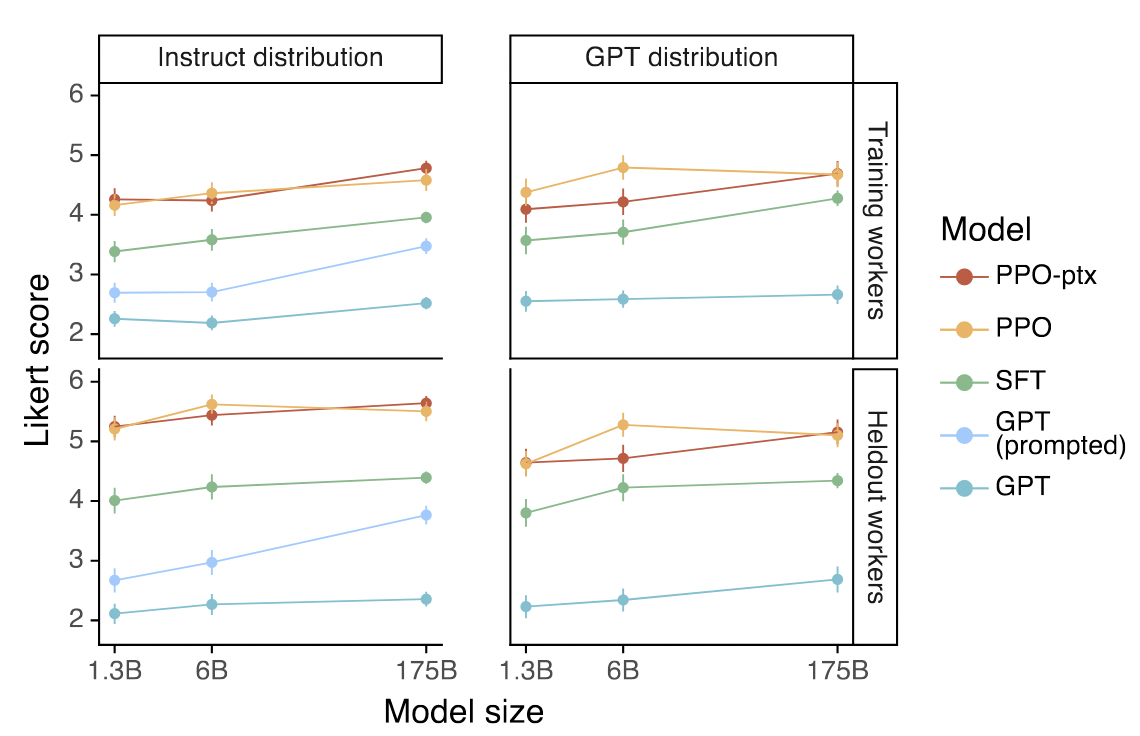 Instruct distribution
GPT distribution
Likert score
6
5
4
3
2
Training workers
6
5
4
3
2
Heldout workers
1.3B
6B
175B
1.3B
6B
175B
Model size
Model
PPO-ptx
PPO
SFT
GPT
(prompted)
GPT